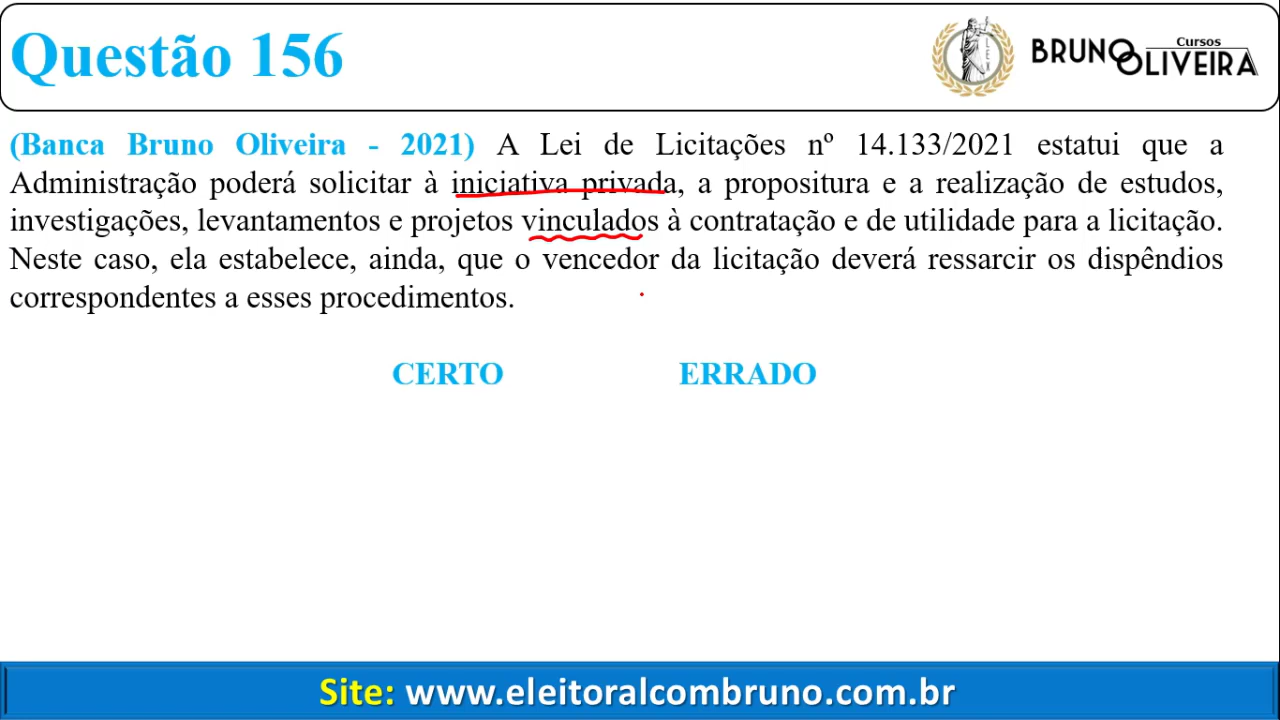 Questão 156
Cursos
BRUNO
OLIVEIRA
(Banca Bruno Oliveira - 2021) A Lei de Licitações nº 14.133/2021 estatui que a
Administração poderá solicitar à iniciativa privada, a propositura e a realização de estudos,
investigações, levantamentos e projetos vinculados à contratação e de utilidade para a licitação.
Neste caso, ela estabelece, ainda, que o vencedor da licitação deverá ressarcir os dispêndios
correspondentes a esses procedimentos.
CERTO ERRADO
Site: www.eleitoralcombruno.com.br